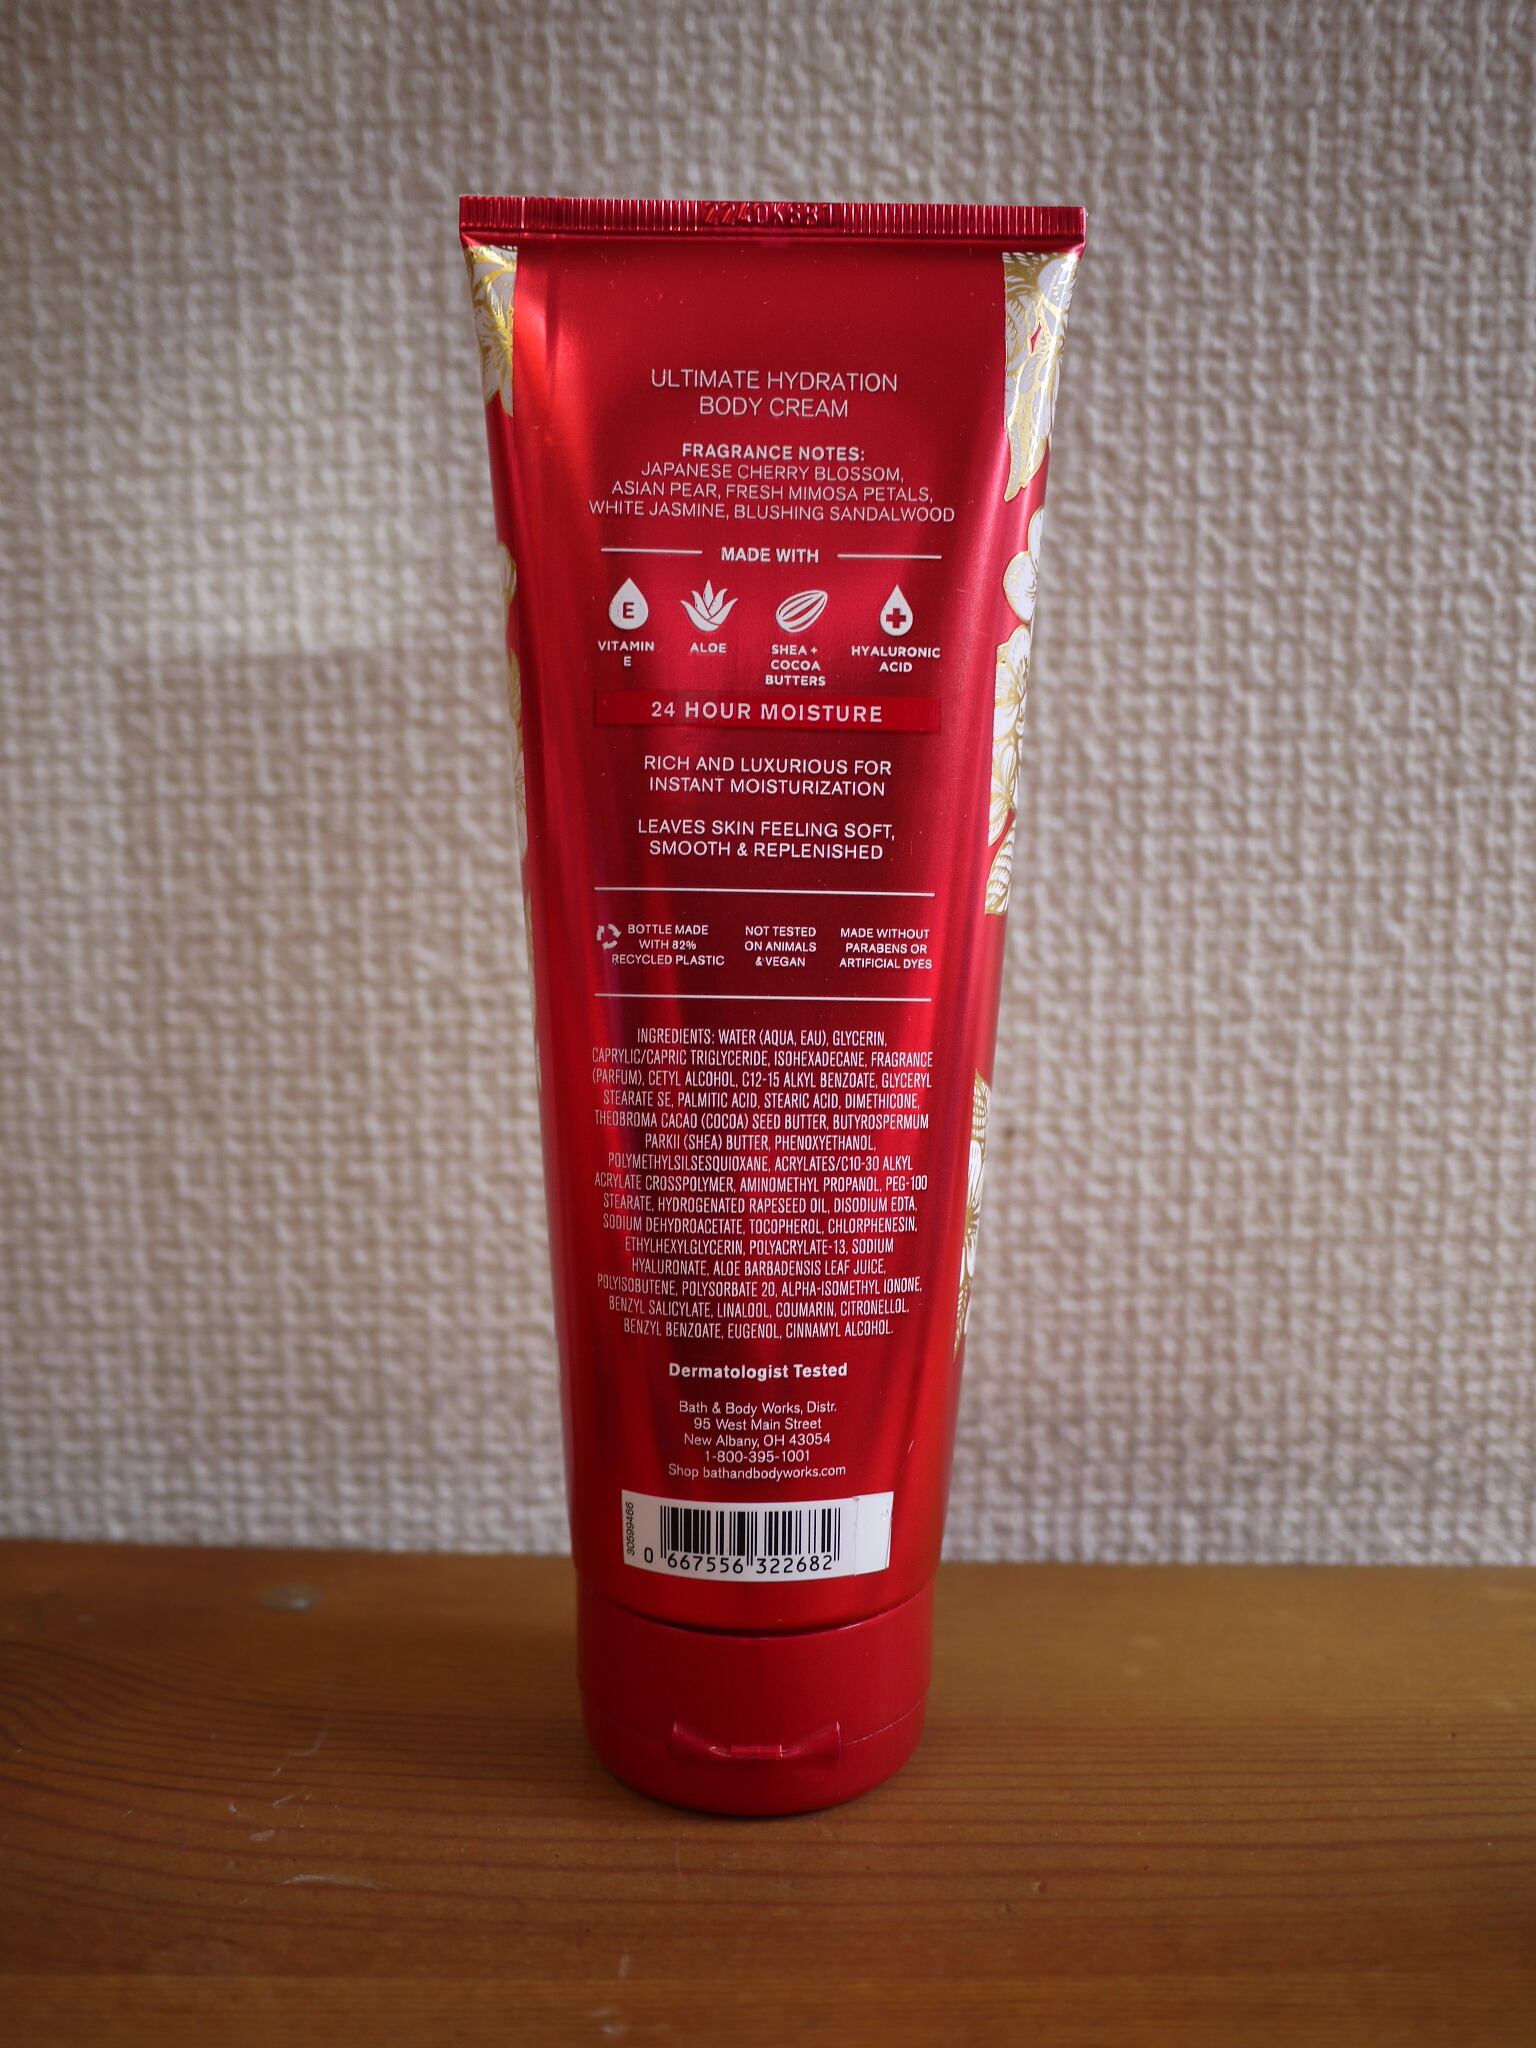 ULTIMATE HYDRATION
BODY CREAM
FRAGRANCE NOTES:
JAPANESE CHERRY BLOSSOM,
ASIAN PEAR, FRESH MIMOSA PETALS,
WHITE JASMINE, BLUSHING SANDALWOOD
MADE WITH
E
VITAMIN
E
ALOE
SHEA +
COCOA
BUTTERS
HYALURONIC
ACID
24 HOUR MOISTURE
RICH AND LUXURIOUS FOR
INSTANT MOISTURIZATION
LEAVES SKIN FEELING SOFT,
SMOOTH & REPLENISHED
BOTTLE MADE
WITH 82%
RECYCLED PLASTIC
NOT TESTED
ON ANIMALS
& VEGAN
MADE WITHOUT
PARABENS OR
ARTIFICIAL DYES
INGREDIENTS: WATER (AQUA, EAU), GLYCERIN,
CAPRYLIC/CAPRIC TRIGLYCERIDE, ISOHEXADECANE, FRAGRANCE
(PARFUM), CETYL ALCOHOL, C12-15 ALKYL BENZOATE, GLYCERYL
STEARATE SE, PALMITIC ACID, STEARIC ACID, DIMETHICONE,
THEOBROMA CACAO (COCOA) SEED BUTTER, BUTYROSPERMUM
PARKII (SHEA) BUTTER, PHENOXYETHANOL,
POLYMETHYLSILSESQUIOXANE, ACRYLATES/C10-30 ALKYL
ACRYLATE CROSSPOLYMER, AMINOMETHYL PROPANOL, PEG-100
STEARATE, HYDROGENATED RAPESEED OIL, DISODIUM EDTA,
SODIUM DEHYDROACETATE, TOCOPHEROL, CHLORPHENESIN,
ETHYLHEXYLGLYCERIN, POLYACRYLATE-13, SODIUM
HYALURONATE, ALOE BARBADENSIS LEAF JUICE,
POLYISOBUTENE, POLYSORBATE 20, ALPHA-ISOMETHYL IONONE,
BENZYL SALICYLATE, LINALOOL, COUMARIN, CITRONELLOL,
BENZYL BENZOATE, EUGENOL, CINNAMYL ALCOHOL.
Dermatologist Tested
Bath & Body Works, Distr.
95 West Main Street
New Albany, OH 43054
1-800-395-1001
Shop bathandbodyworks.com
30599466
0 667556 322682